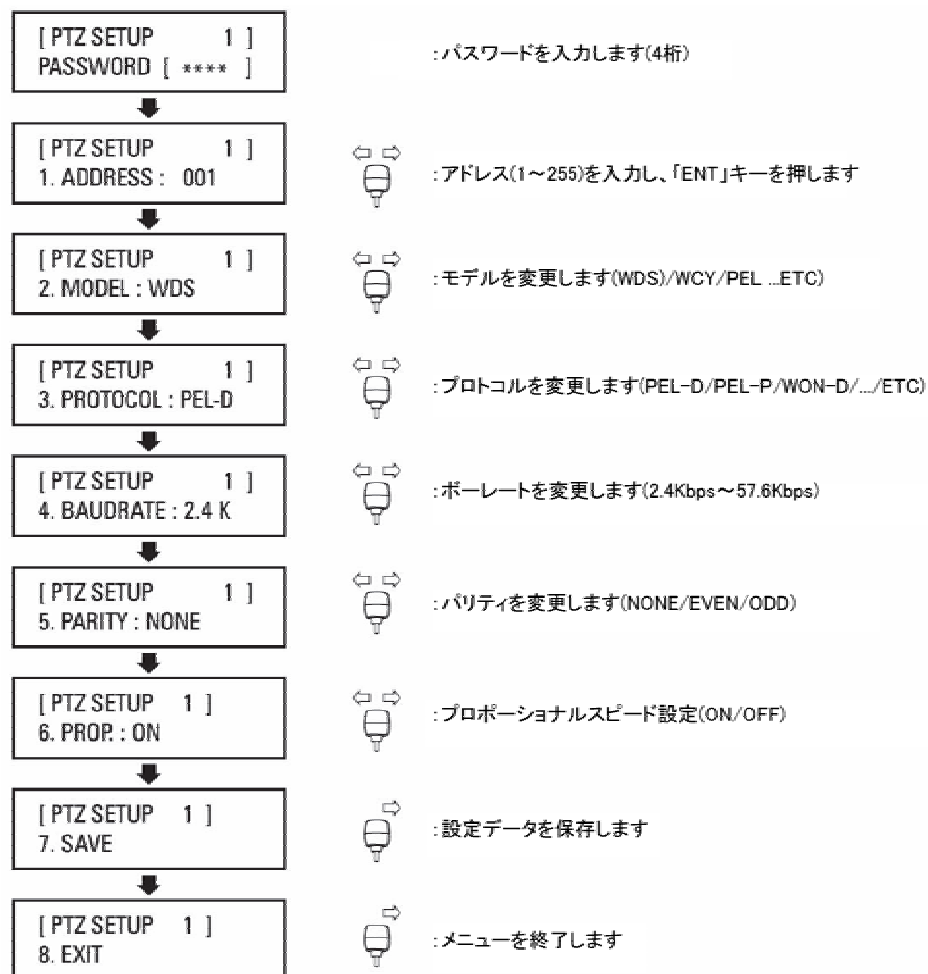 [ PTZ SETUP 1 ]
PASSWORD [ **** ]
:パスワードを入力します(4桁)
[ PTZ SETUP 1 ]
1. ADDRESS : 001
:アドレス(1～255)を入力し、「ENT」キーを押します
[ PTZ SETUP 1 ]
2. MODEL : WDS
:モデルを変更します(WDS)/WCY/PEL ...ETC)
[ PTZ SETUP 1 ]
3. PROTOCOL : PEL-D
:プロトコルを変更します(PEL-D/PEL-P/WON-D/.../ETC)
[ PTZ SETUP 1 ]
4. BAUDRATE : 2.4 K
:ボーレートを変更します(2.4Kbps～57.6Kbps)
[ PTZ SETUP 1 ]
5. PARITY : NONE
:パリティを変更します(NONE/EVEN/ODD)
[ PTZ SETUP 1 ]
6. PROP. : ON
:プロポーショナルスピード設定(ON/OFF)
[ PTZ SETUP 1 ]
7. SAVE
:設定データを保存します
[ PTZ SETUP 1 ]
8. EXIT
:メニューを終了します